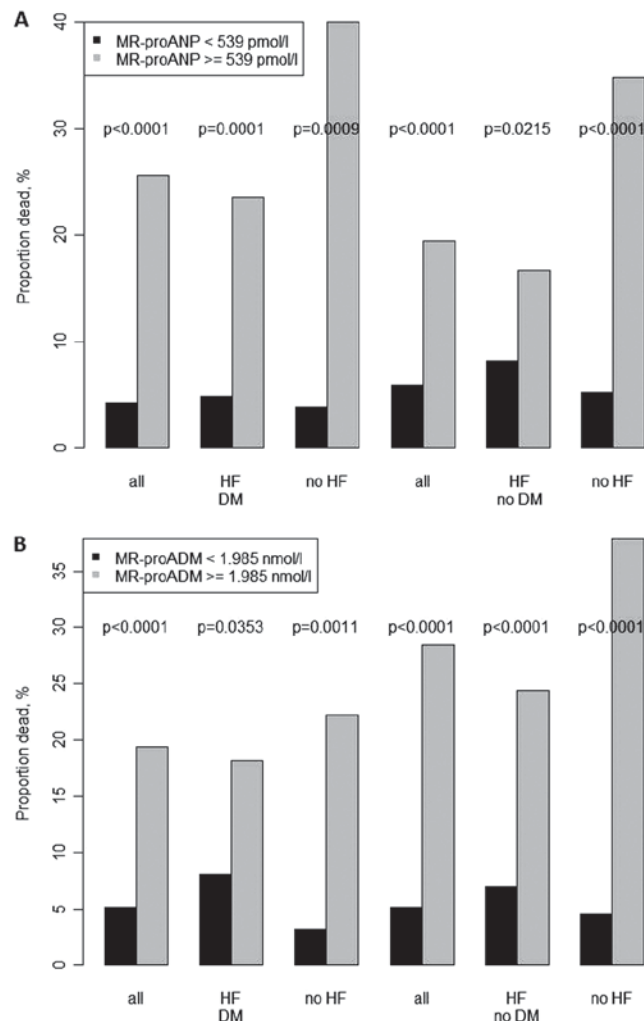 A
MR-proANP < 539 pmol/l
MR-proANP >= 539 pmol/l
p<0.0001 p=0.0001 p=0.0009 p<0.0001 p=0.0215 p<0.0001
Proportion dead, %
40
30
20
10
0
all HF no HF all HF no HF
DM no DM
B
MR-proADM < 1.985 nmol/l
MR-proADM >= 1.985 nmol/l
p<0.0001 p=0.0353 p=0.0011 p<0.0001 p<0.0001 p<0.0001
Proportion dead, %
35
30
25
20
15
10
5
0
all HF no HF all HF no HF
DM no DM